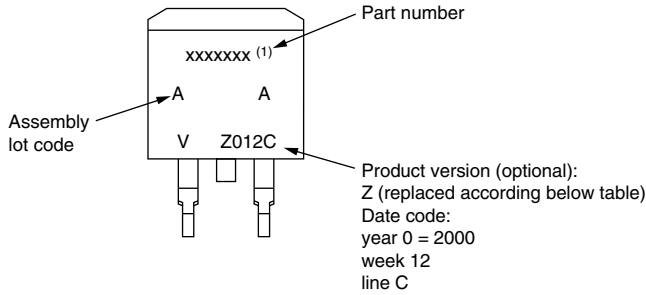 Part number
xxxxxxx (1)
A A
Assembly
lot code
V Z012C
Product version (optional):
Z (replaced according below table)
Date code:
year 0 = 2000
week 12
line C